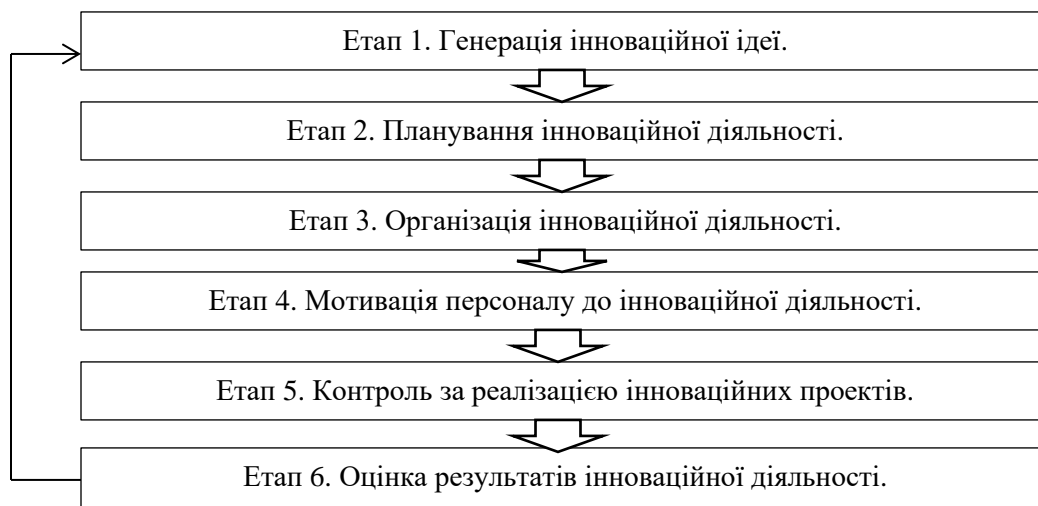 Етап 1. Генерація інноваційної ідеї.
Етап 2. Планування інноваційної діяльності.
Етап 3. Організація інноваційної діяльності.
Етап 4. Мотивація персоналу до інноваційної діяльності.
Етап 5. Контроль за реалізацією інноваційних проектів.
Етап 6. Оцінка результатів інноваційної діяльності.